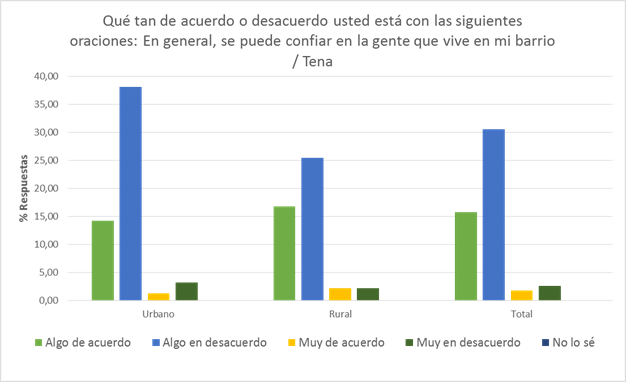 Qué tan de acuerdo o desacuerdo usted está con las siguientes
oraciones: En general, se puede confiar en la gente que vive en mi barrio
/ Tena
% Respuestas
40,00
35,00
30,00
25,00
20,00
15,00
10,00
5,00
0,00
Urbano Rural Total
Algo de acuerdo Algo en desacuerdo Muy de acuerdo Muy en desacuerdo No lo sé